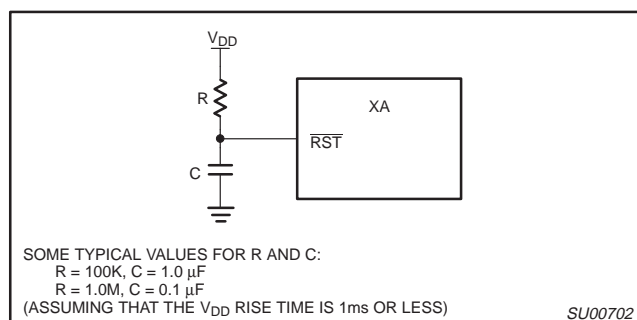 VDD
R
XA
RST
C
SOME TYPICAL VALUES FOR R AND C:
R = 100K, C = 1.0 µF
R = 1.0M, C = 0.1 µF
(ASSUMING THAT THE VDD RISE TIME IS 1ms OR LESS)
SU00702